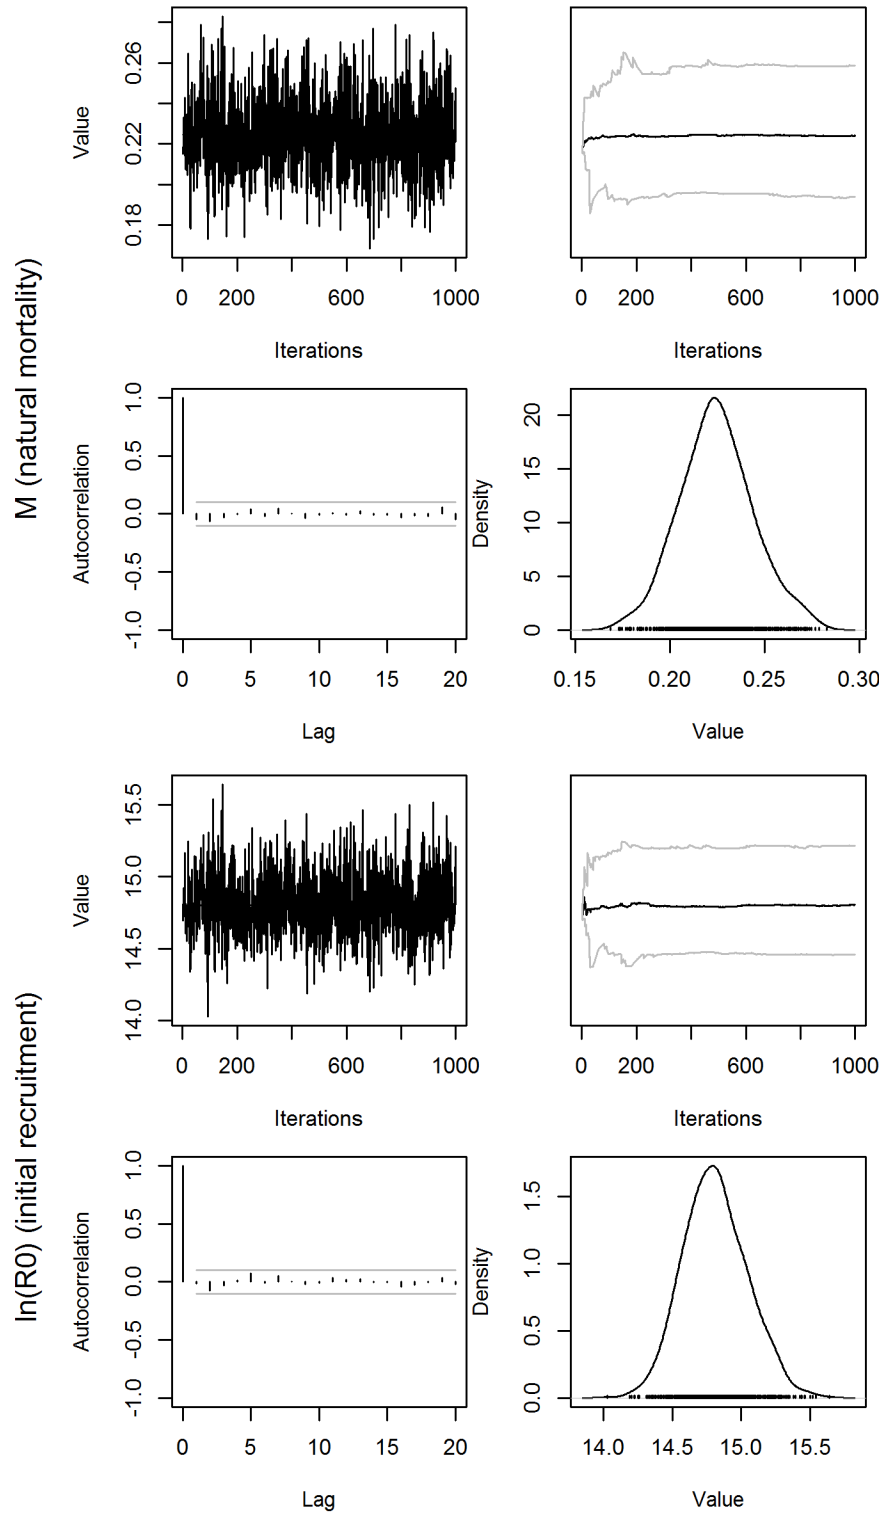 M (natural mortality)
Value
0.18 0.22 0.26
0 200 600 1000
Iterations
0 200 600 1000
Iterations
Autocorrelation
-1.0 -0.5 0.0 0.5 1.0
0 5 10 15 20
Lag
Density
0 5 10 15 20
0.15 0.20 0.25 0.30
Value
ln(R0) (initial recruitment)
Value
14.0 14.5 15.0 15.5
0 200 600 1000
Iterations
0 200 600 1000
Iterations
Autocorrelation
-1.0 -0.5 0.0 0.5 1.0
0 5 10 15 20
Lag
Density
0.0 0.5 1.0 1.5
14.0 14.5 15.0 15.5
Value